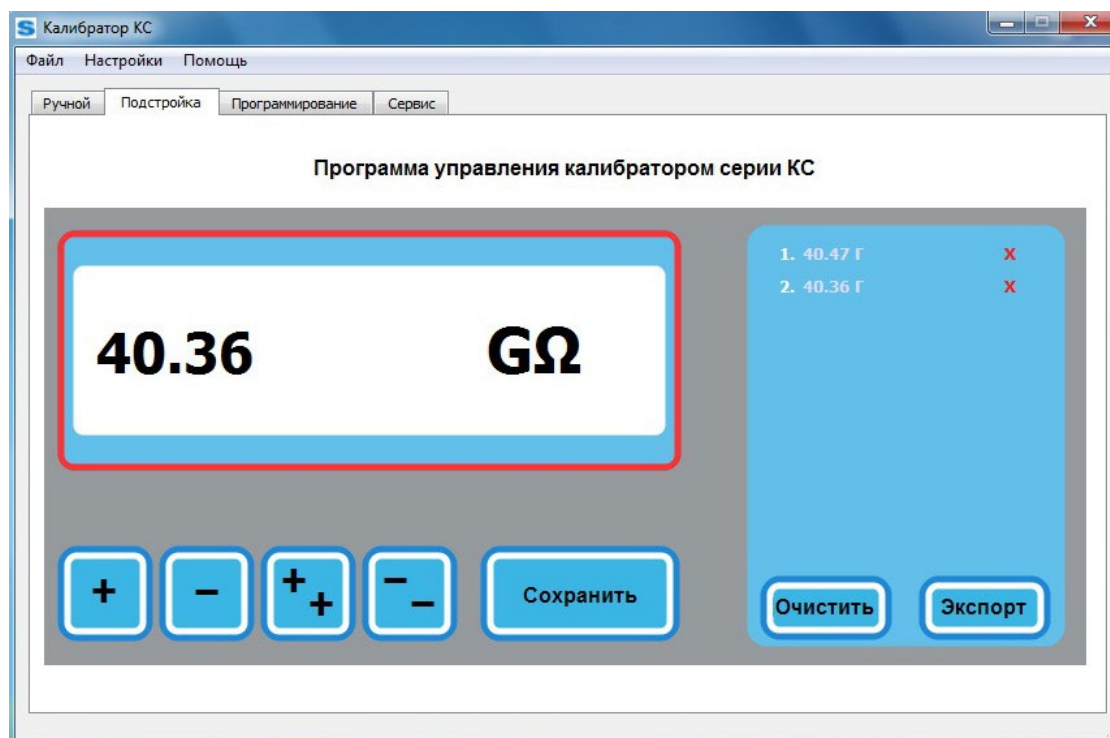 S Калибратор КС
Файл Настройки Помощь
Ручной Подстройка Программирование Сервис
Программа управления калибратором серии КС
40.36 GΩ
1. 40.47 Г X
2. 40.36 Г X
+ - ++ -- Сохранить
Очистить Экспорт